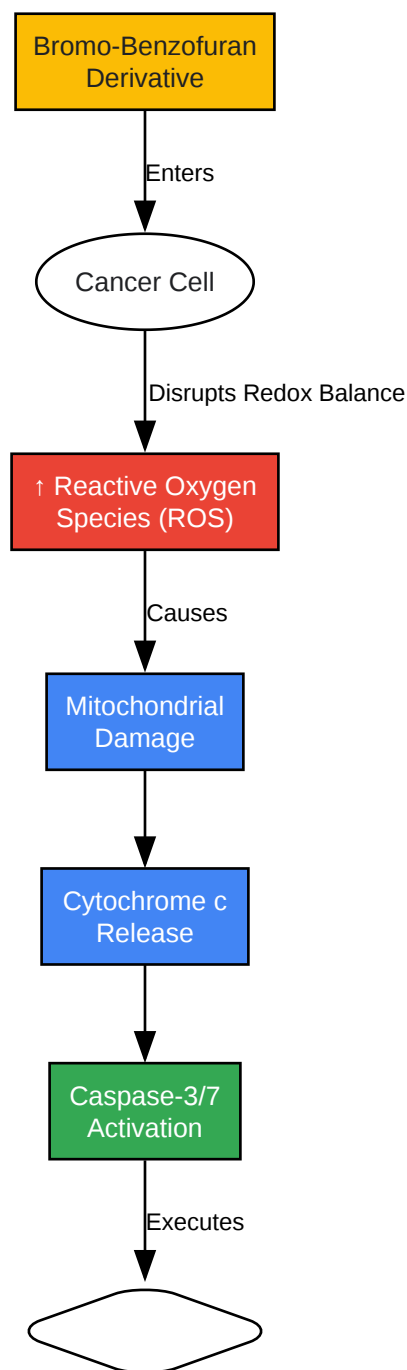 Bromo-Benzofuran
Derivative
Enters
Cancer Cell
Disrupts Redox Balance
↑ Reactive Oxygen
Species (ROS)
Causes
Mitochondrial
Damage
Cytochrome c
Release
Caspase-3/7
Activation
Executes